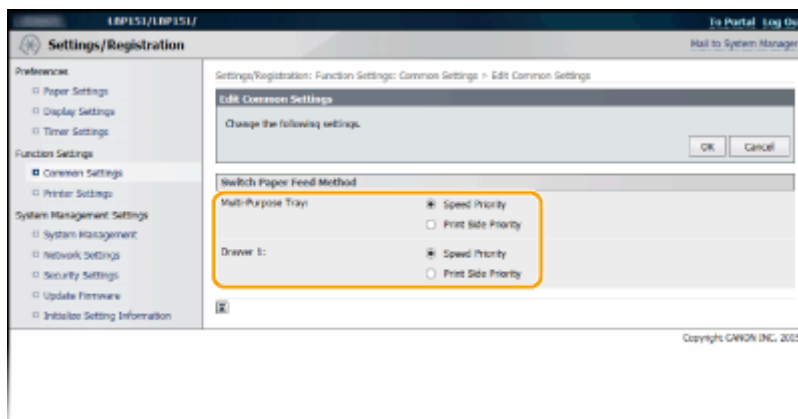 LBP151/LBP151/
To Portal Log Ou
Settings/Registration
Mail to System Manager
Preferences
Paper Settings
Display Settings
Timer Settings
Function Settings
Common Settings
Printer Settings
System Management Settings
System Management
Network Settings
Security Settings
Update Firmware
Initialize Setting Information
Settings/Registration: Function Settings: Common Settings > Edit Common Settings
Edit Common Settings
Change the following settings.
OK Cancel
Switch Paper Feed Method
Multi-Purpose Tray:
Speed Priority
Print Side Priority
Drawer 1:
Speed Priority
Print Side Priority
Copyright CANON INC. 2015